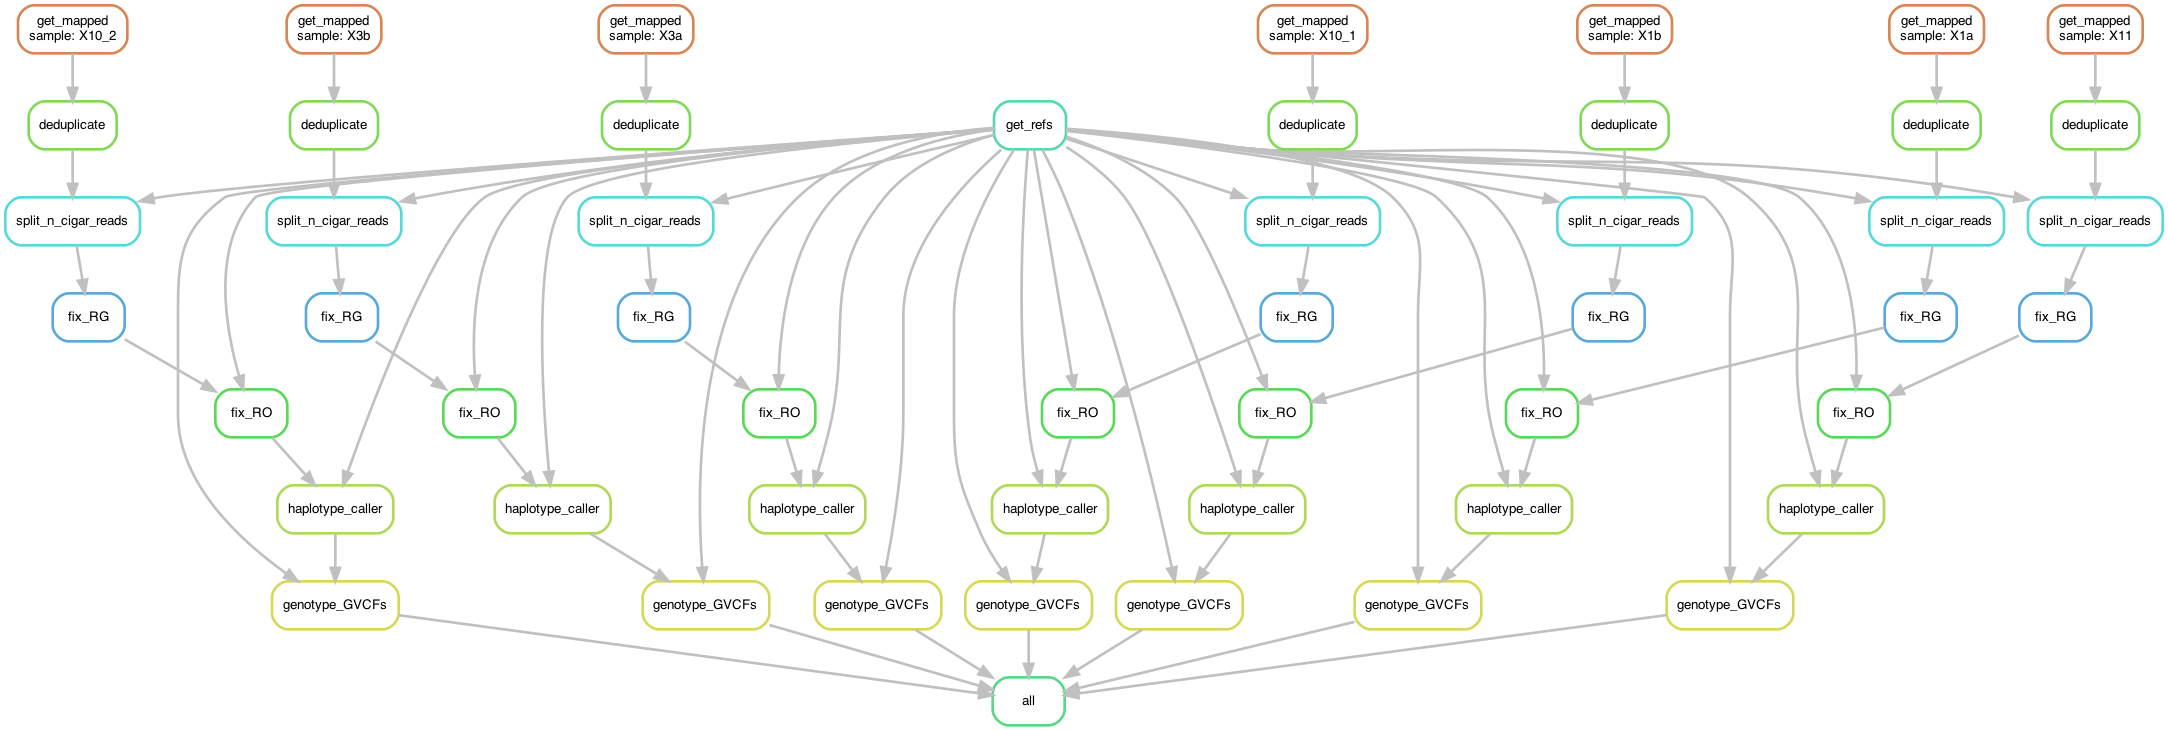 get_mapped
sample: X10_2
get_mapped
sample: X3b
get_mapped
sample: X3a
get_mapped
sample: X10_1
get_mapped
sample: X1b
get_mapped
sample: X1a
get_mapped
sample: X11
deduplicate
deduplicate
deduplicate
get_refs
deduplicate
deduplicate
deduplicate
deduplicate
split_n_cigar_reads
split_n_cigar_reads
split_n_cigar_reads
split_n_cigar_reads
split_n_cigar_reads
split_n_cigar_reads
split_n_cigar_reads
fix_RG
fix_RG
fix_RG
fix_RG
fix_RG
fix_RG
fix_RG
fix_RO
fix_RO
fix_RO
fix_RO
fix_RO
fix_RO
fix_RO
haplotype_caller
haplotype_caller
haplotype_caller
haplotype_caller
haplotype_caller
haplotype_caller
haplotype_caller
genotype_GVCFs
genotype_GVCFs
genotype_GVCFs
genotype_GVCFs
genotype_GVCFs
genotype_GVCFs
genotype_GVCFs
all